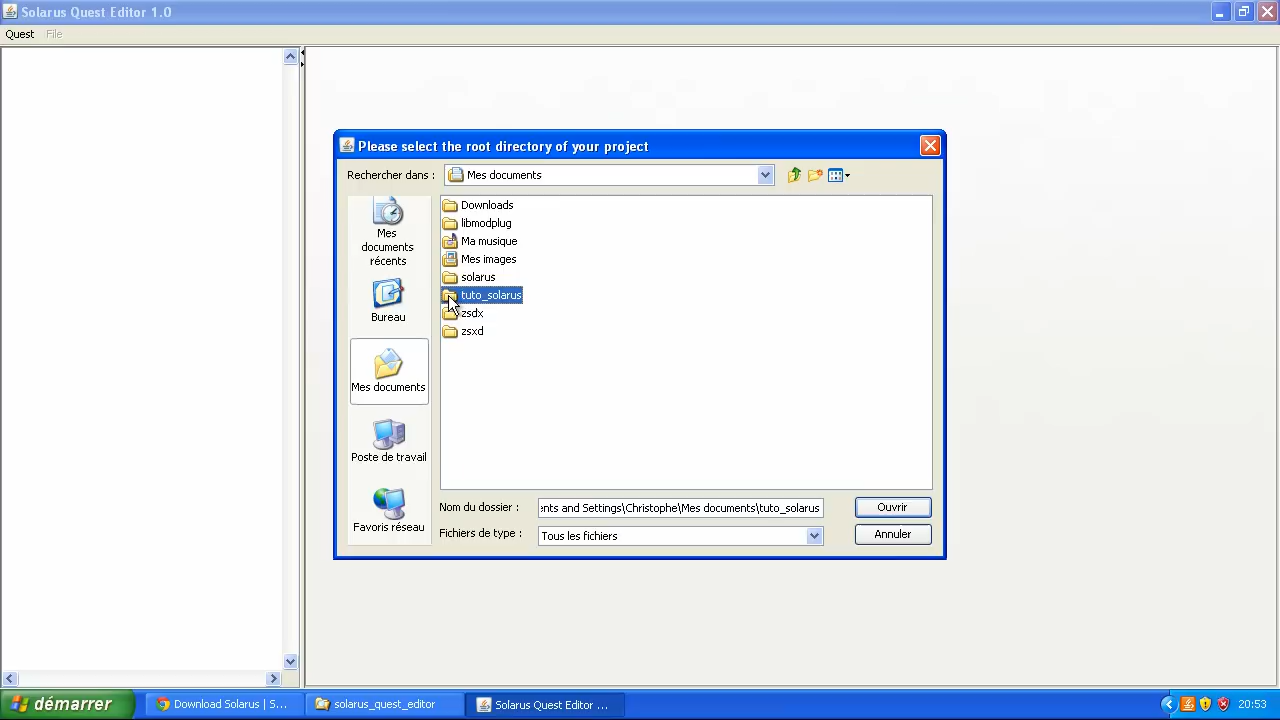 Solarus Quest Editor 1.0
Quest File
Please select the root directory of your project
Rechercher dans : Mes documents
Mes
documents
récents
Bureau
Mes documents
Poste de travail
Favoris réseau
Downloads
libmodplug
Ma musique
Mes images
solarus
tuto_solarus
zsdx
zsxd
Nom du dossier : nts and Settings\Christophe\Mes documents\tuto_solarus Ouvrir
Fichiers de type : Tous les fichiers Annuler
démarrer Download Solarus | S... solarus_quest_editor Solarus Quest Editor ... 20:53